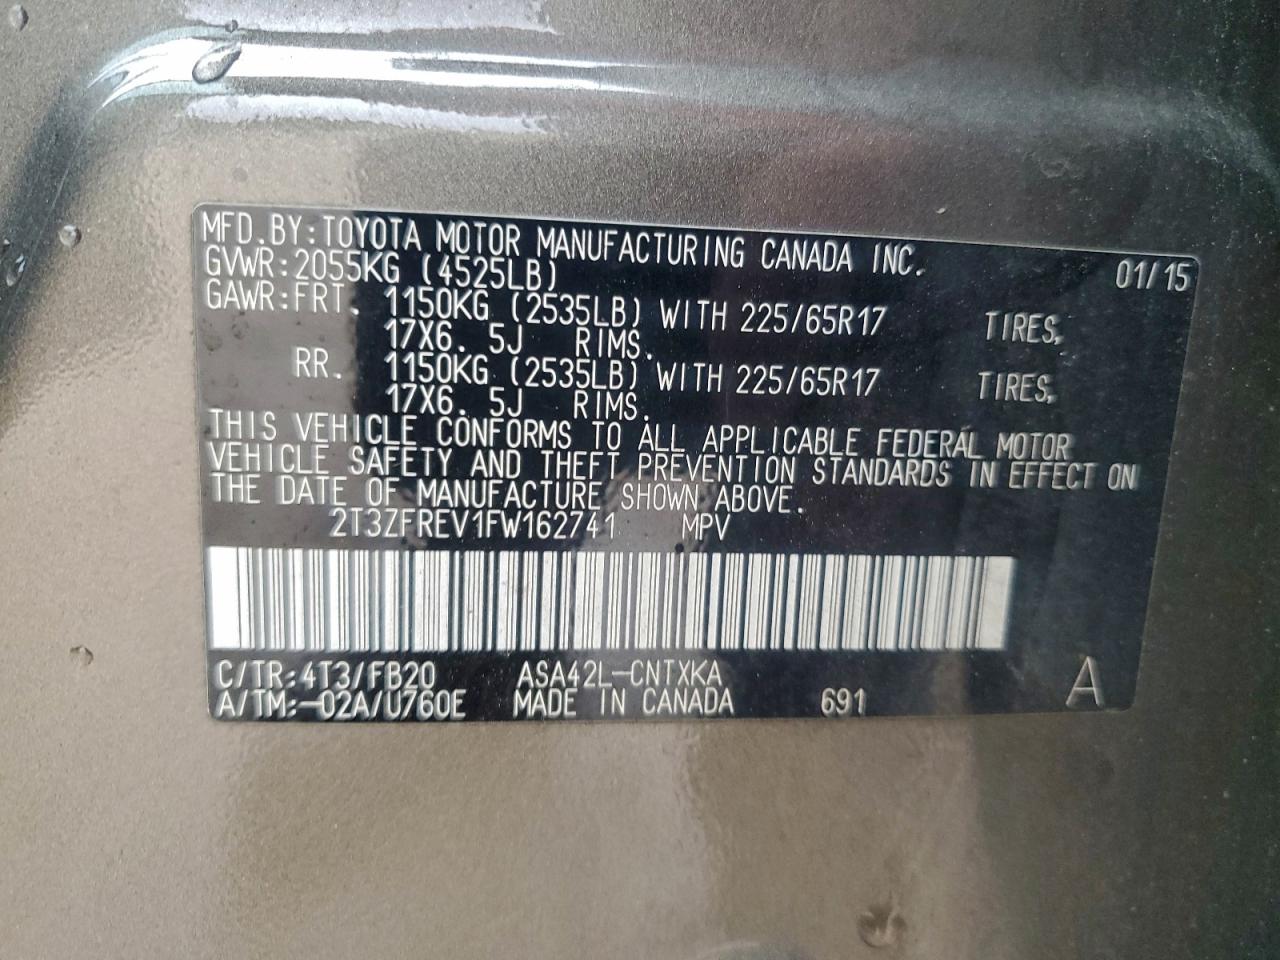 MFD.BY:TOYOTA MOTOR MANUFACTURING CANADA INC. 01/15
GVWR:2055KG (4525LB)
GAWR:FRT. 1150KG (2535LB) WITH 225/65R17 TIRES,
17X6. 5J RIMS.
RR. 1150KG (2535LB) WITH 225/65R17 TIRES,
17X6. 5J RIMS.
THIS VEHICLE CONFORMS TO ALL APPLICABLE FEDERAL MOTOR
VEHICLE SAFETY AND THEFT PREVENTION STANDARDS IN EFFECT ON
THE DATE OF MANUFACTURE SHOWN ABOVE.
2T3ZFREV1FW162741 MPV
C/TR:4T3/FB20 ASA42L-CNTXKA
A/TM:-02A/U760E MADE IN CANADA 691 A